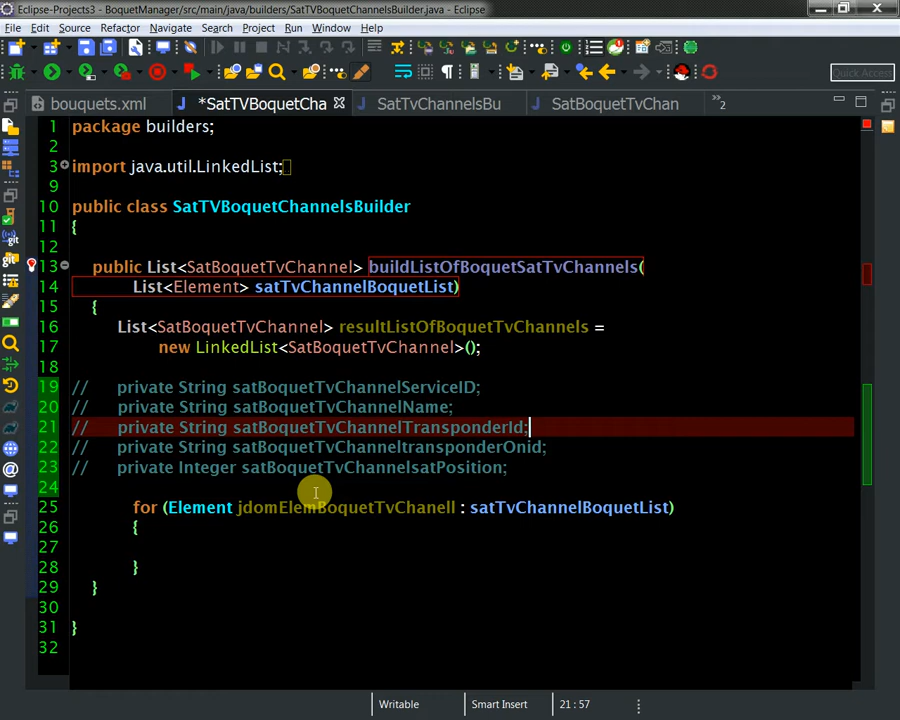 Eclipse-Projects3 - BoquetManager/src/main/java/builders/SatTVBoquetChannelsBuilder.java - Eclipse
File Edit Source Refactor Navigate Search Project Run Window Help
Quick Access
bouquets.xml *SatTVBoquetCha SatTvChannelsBu BoquetTVChannelsBu SatBoquetTvChan »2
1 package builders;
2
3 import java.util.LinkedList;
9
10 public class SatTVBoquetChannelsBuilder
11 {
12
13 public List<SatBoquetTvChannel> buildListOfBoquetSatTvChannels(
14 List<Element> satTvChannelBoquetList)
15 {
16 List<SatBoquetTvChannel> resultListOfBoquetTvChannels =
17 new LinkedList<SatBoquetTvChannel>();
18
19 // private String satBoquetTvChannelServiceID;
20 // private String satBoquetTvChannelName;
21 // private String satBoquetTvChannelTransponderId;
22 // private String satBoquetTvChanneltransponderOnid;
23 // private Integer satBoquetTvChannelsatPosition;
24
25 for (Element jdomElemBoquetTvChanell : satTvChannelBoquetList)
26 {
27
28 }
29 }
30
31 }
32
Writable Smart Insert 21 : 57